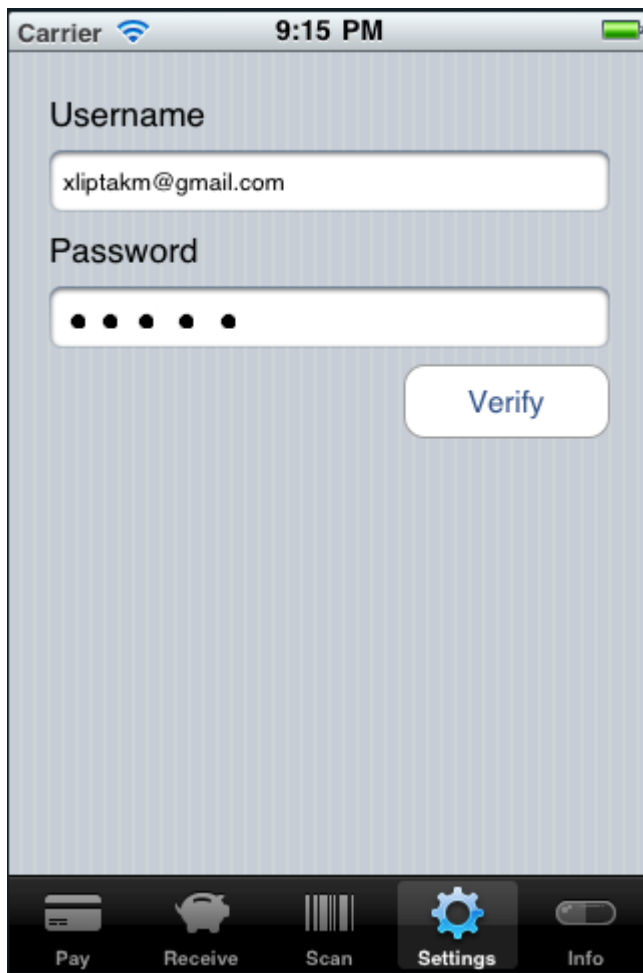 Carrier 9:15 PM
Username
xliptakm@gmail.com
Password
● ● ● ● ●
Verify
Pay Receive Scan Settings Info